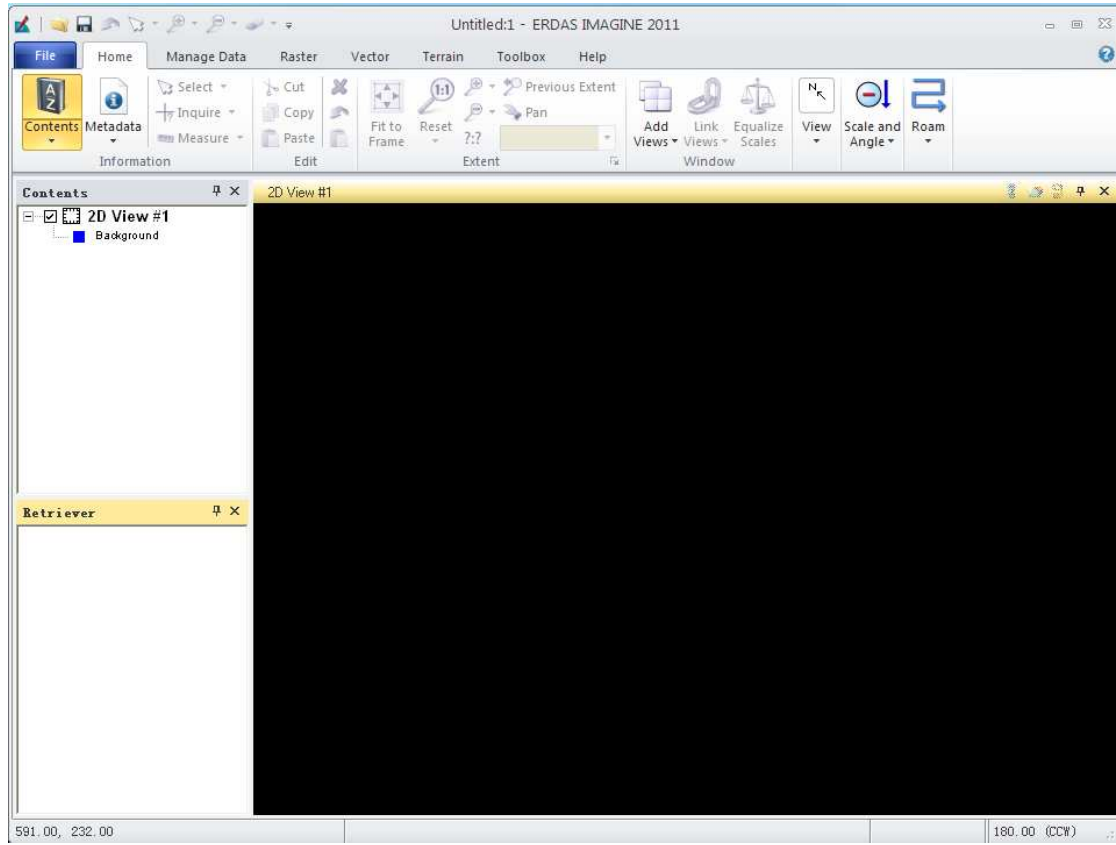 Untitled:1 - ERDAS IMAGINE 2011
File Home Manage Data Raster Vector Terrain Toolbox Help
A Z
Contents
Metadata
Select
Inquire
Measure
Information
Cut
Copy
Paste
Edit
Fit to Frame
1:1
Reset
?:?
Previous Extent
Pan
Extent
Add Views
Link Views
Equalize Scales
Window
N
View
Scale and Angle
Roam
Contents
2D View #1
Background
Retriever
2D View #1
591.00, 232.00
180.00 (CCW)